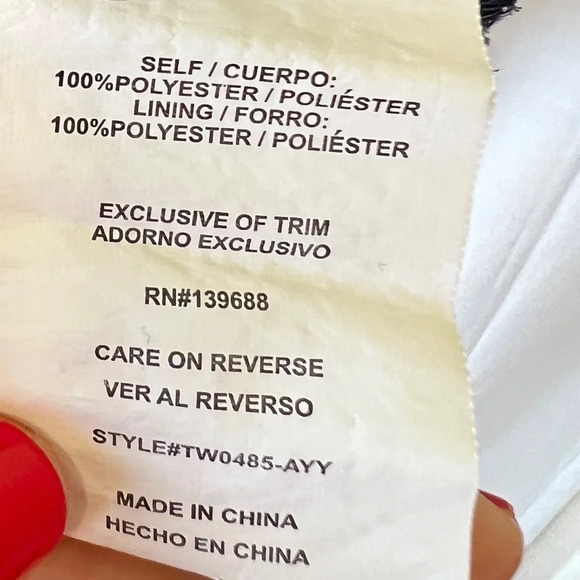 SELF / CUERPO:
100%POLYESTER / POLIÉSTER
LINING / FORRO:
100%POLYESTER / POLIÉSTER
EXCLUSIVE OF TRIM
ADORNO EXCLUSIVO
RN#139688
CARE ON REVERSE
VER AL REVERSO
STYLE#TW0485-AYY
MADE IN CHINA
HECHO EN CHINA